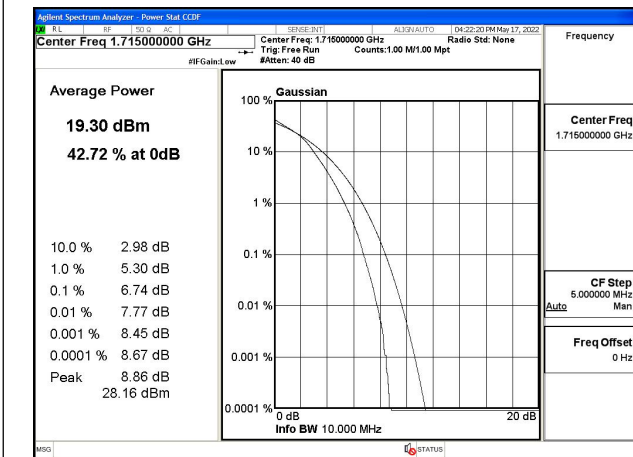 Agilent Spectrum Analyzer - Power Stat CCDF
RL RF 50 Ω AC SENSE:INT ALIGNAUTO 04:22:20 PM May 17, 2022
Center Freq 1.715000000 GHz
Center Freq: 1.715000000 GHz Radio Std: None
Trig: Free Run Counts:1.00 M/1.00 Mpt
#IFGain:Low #Atten: 40 dB
Frequency
Average Power
19.30 dBm
42.72 % at 0dB
10.0 % 2.98 dB
1.0 % 5.30 dB
0.1 % 6.74 dB
0.01 % 7.77 dB
0.001 % 8.45 dB
0.0001 % 8.67 dB
Peak 8.86 dB
28.16 dBm
Gaussian
100 %
10 %
1 %
0.1 %
0.01 %
0.001 %
0.0001 %
0 dB 20 dB
Info BW 10.000 MHz
Center Freq
1.715000000 GHz
CF Step
5.000000 MHz
Auto Man
Freq Offset
0 Hz
MSG STATUS